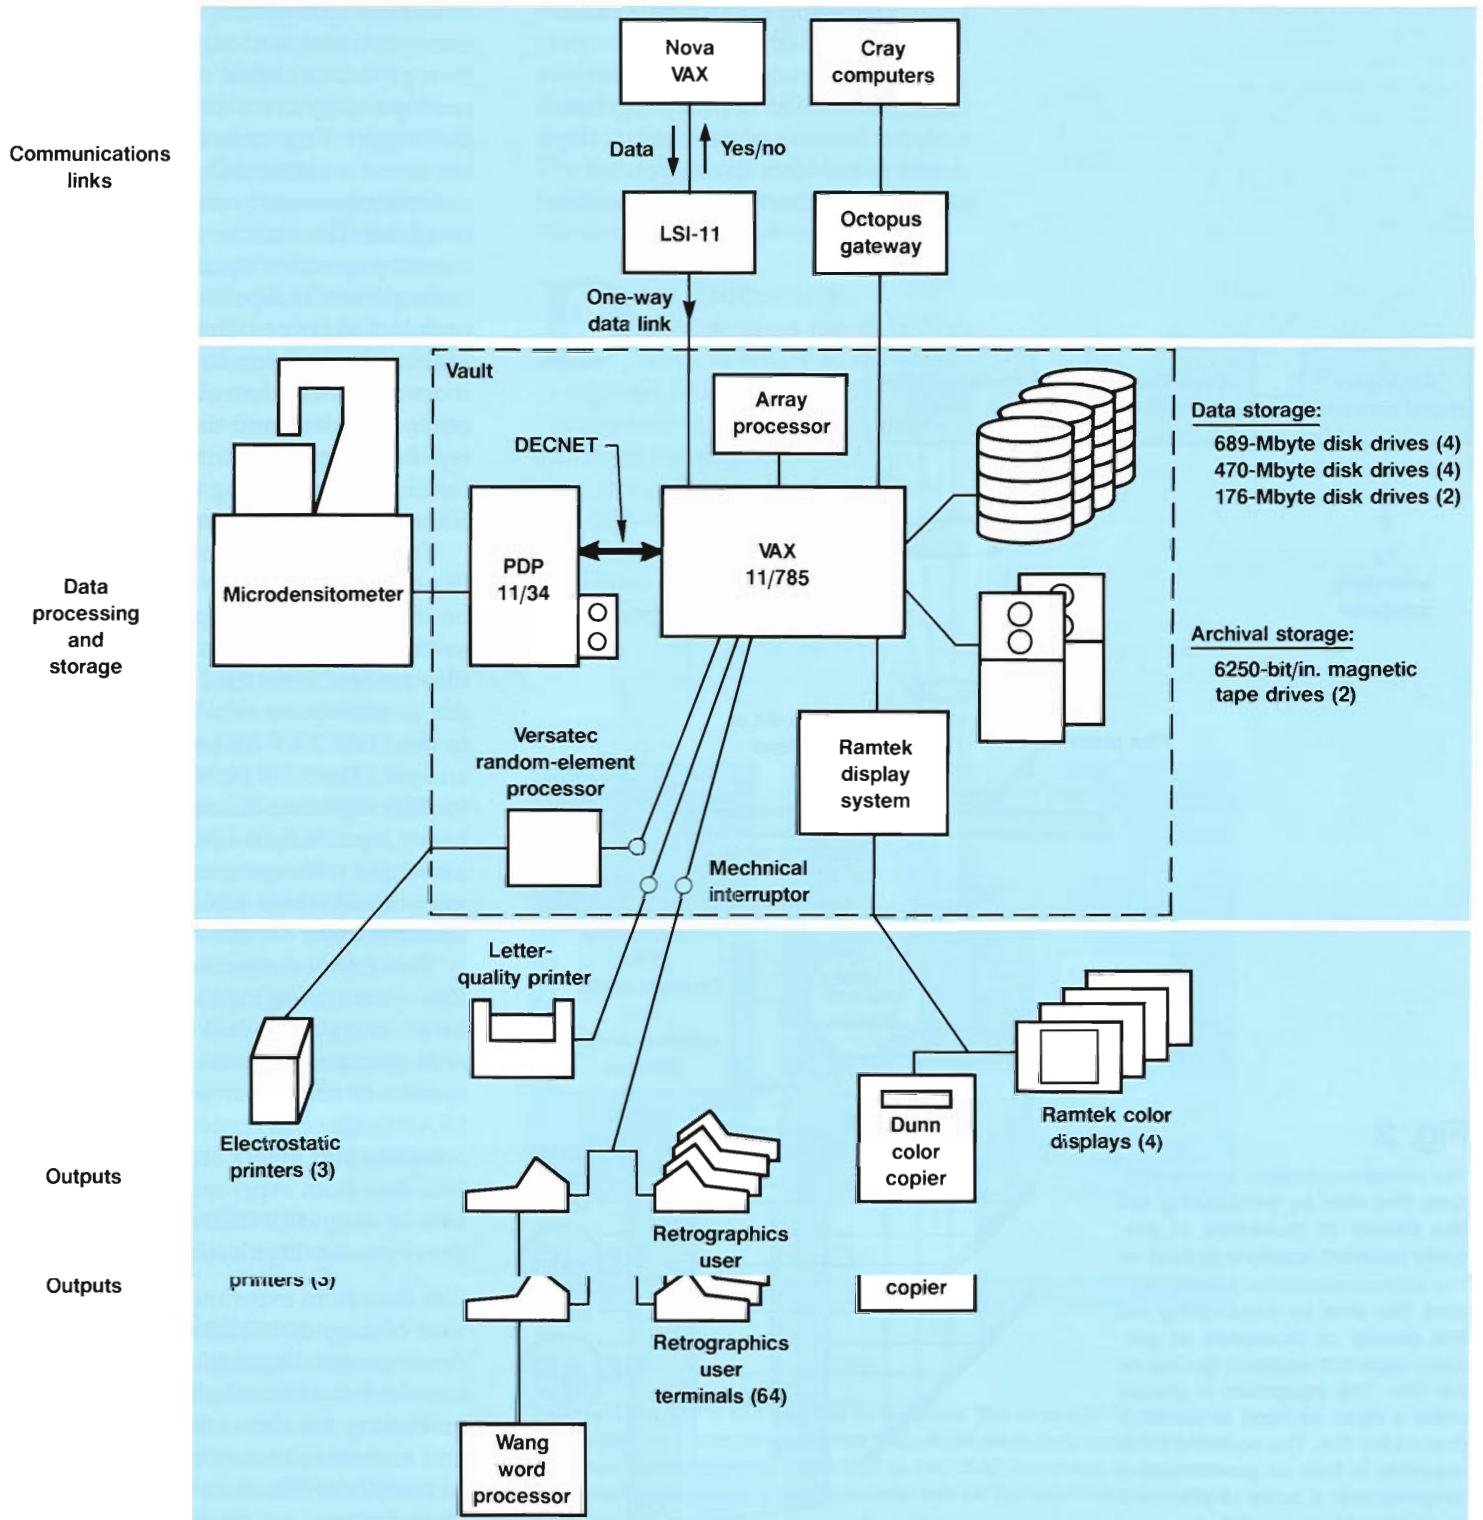 Nova
VAX
Cray
computers
Communications
links
Data
Yes/no
LSI-11
Octopus
gateway
One-way
data link
Vault
Array
processor
DECNET
Data storage:
689-Mbyte disk drives (4)
470-Mbyte disk drives (4)
176-Mbyte disk drives (2)
Data
processing
and
storage
Microdensitometer
PDP
11/34
VAX
11/785
Archival storage:
6250-bit/in. magnetic
tape drives (2)
Versatec
random-element
processor
Ramtek
display
system
Mechnical
interruptor
Letter-
quality printer
Electrostatic
printers (3)
Dunn
color
copier
Ramtek color
displays (4)
Outputs
Retrographics
user
Outputs
printers (3)
copier
Retrographics
user
terminals (64)
Wang
word
processor